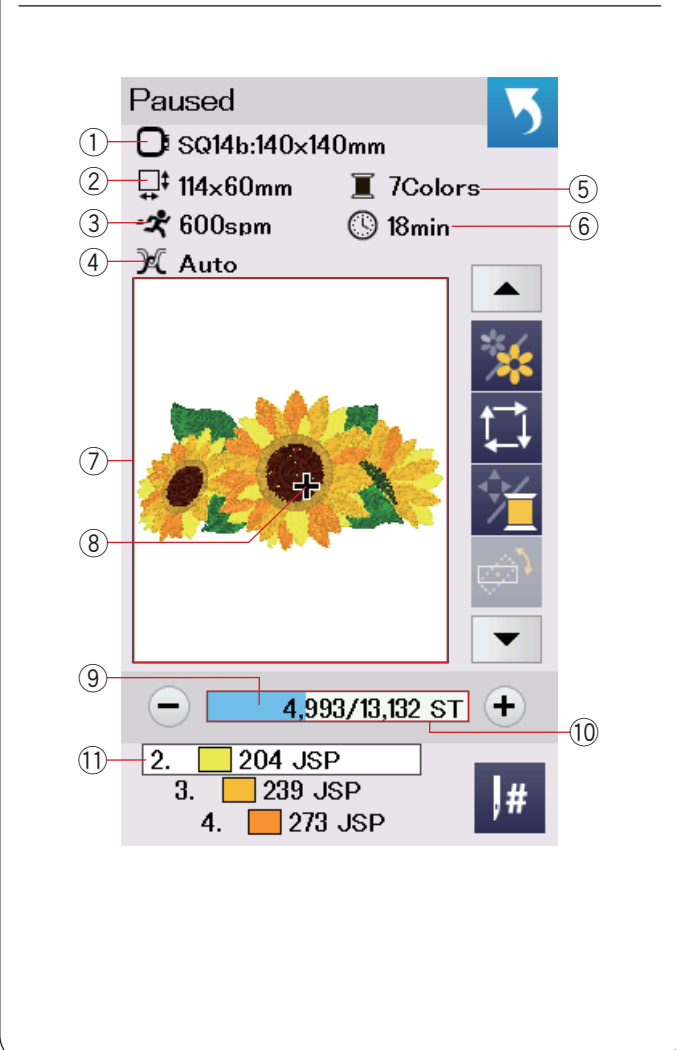 Paused
① SQ14b:140x140mm
② 114x60mm 7Colors ⑤
③ 600spm 18min ⑥
④ Auto
⑦
⑧
⑨
4,993/13,132 ST
⑩
⑪ 2. 204 JSP
3. 239 JSP
4. 273 JSP
#